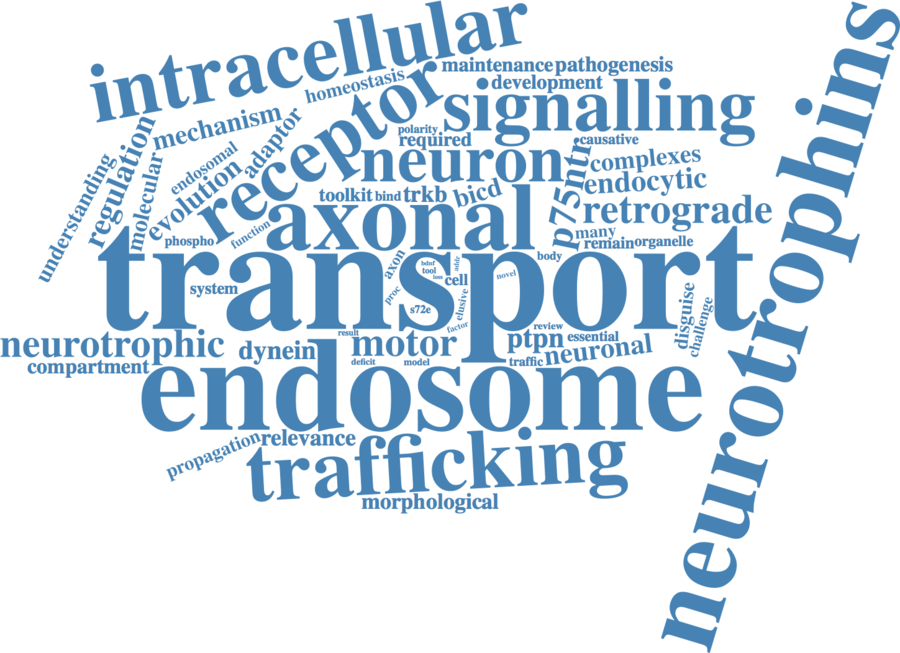 intracellular
neurotrophins
maintenance
pathogenesis
homeostasis
development
receptor
signalling
mechanism
adaptor
regulation
polarity
required
causative
understanding
molecular
endosomal
evolution
neuron
p75ntr
complexes
endocytic
toolkit
bind
trkb
bicd
retrograde
phospho
function
axonal
many
remain
organelle
transport
axon
bdnf
tool
loss
addr
cell
novel
body
system
proc
s72e
elusive
factor
disguise
challenge
neurotrophic
dynein
result
motor
review
ptpn
essential
neuronal
compartment
deficit
model
traffic
endosome
propagation
relevance
trafficking
morphological